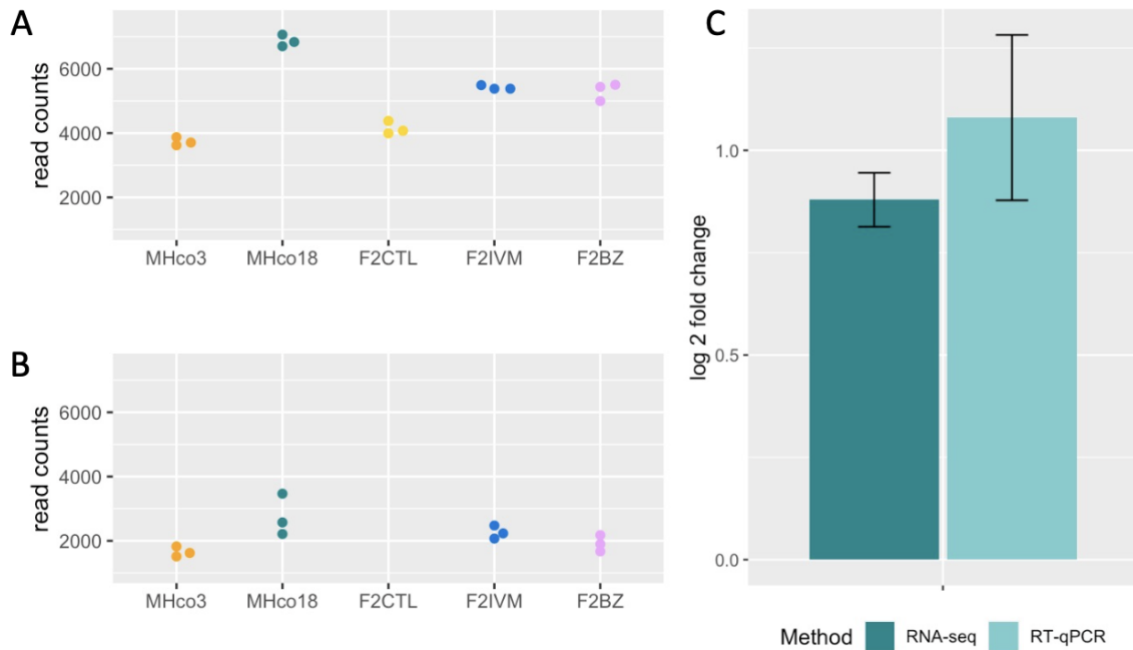 A
read counts
6000
4000
2000
MHco3 MHco18 F2CTL F2IVM F2BZ
B
read counts
6000
4000
2000
MHco3 MHco18 F2CTL F2IVM F2BZ
C
log 2 fold change
1.0
0.5
0.0
Method RNA-seq RT-qPCR